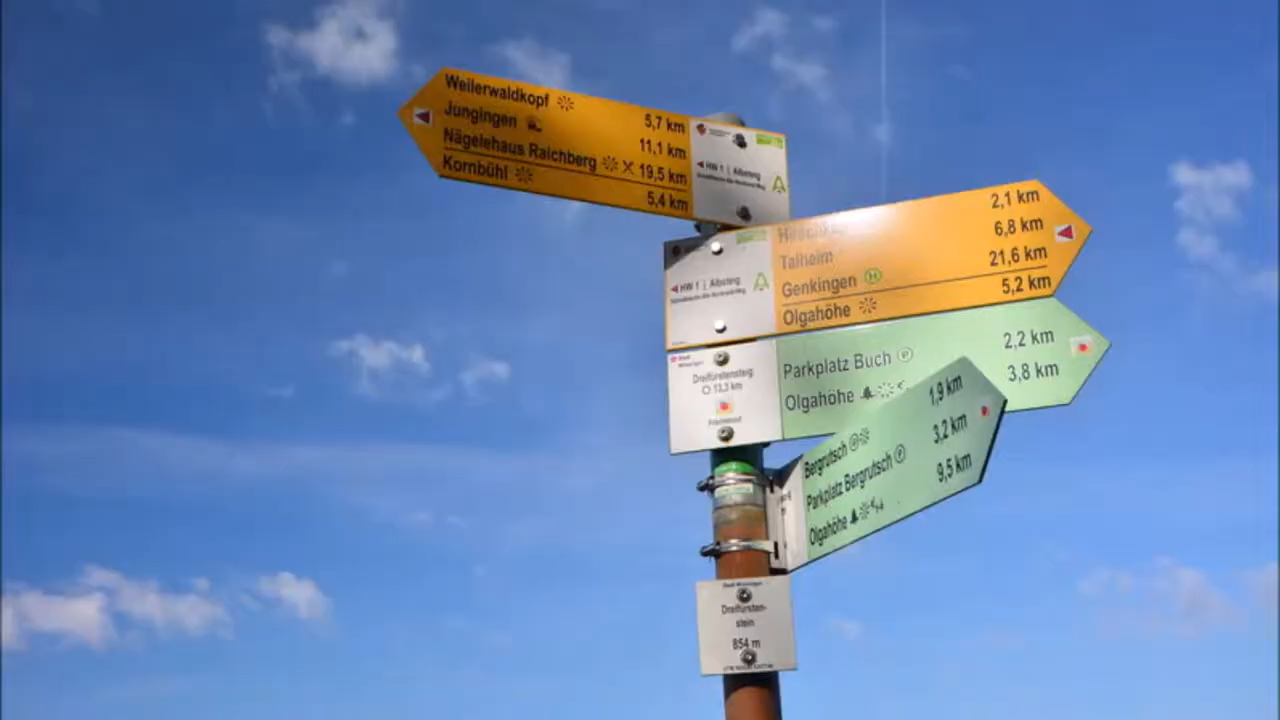 Weilerwaldkopf 5,7 km
Jungingen 11,1 km
Nägelehaus Raichberg 19,5 km
Kornbühl 5,4 km
HW 1 | Albsteig
2,1 km
Talheim 6,8 km
Genkingen 21,6 km
Olgahöhe 5,2 km
HW 1 | Albsteig
Parkplatz Buch P 2,2 km
Olgahöhe 3,8 km
Dreifürstensteig
13,3 km
Bergrutsch 1,9 km
Parkplatz Bergrutsch P 3,2 km
Olgahöhe 9,5 km
Dreifürsten-
stein
854 m